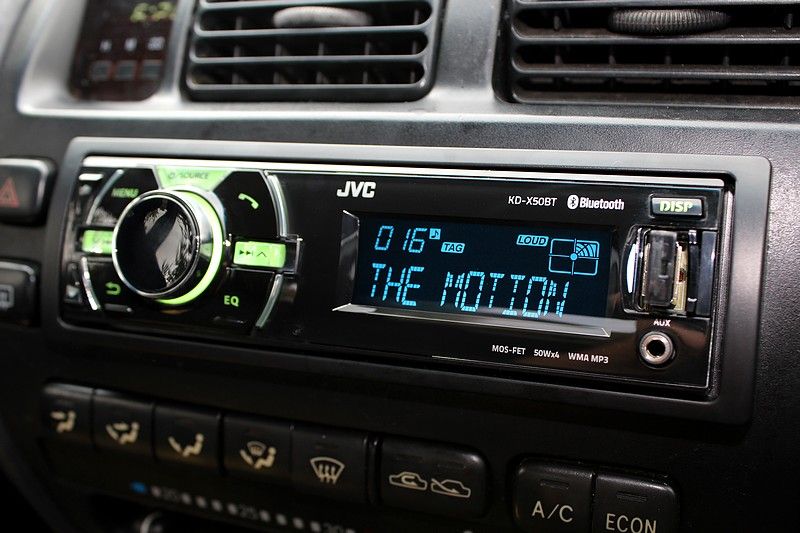 SOURCE
MENU
JVC
KD-X50BT Bluetooth
DISP
016 TAG LOUD
THE MOTION
EQ
AUX
MOS-FET 50Wx4 WMA MP3
A/C
ECON